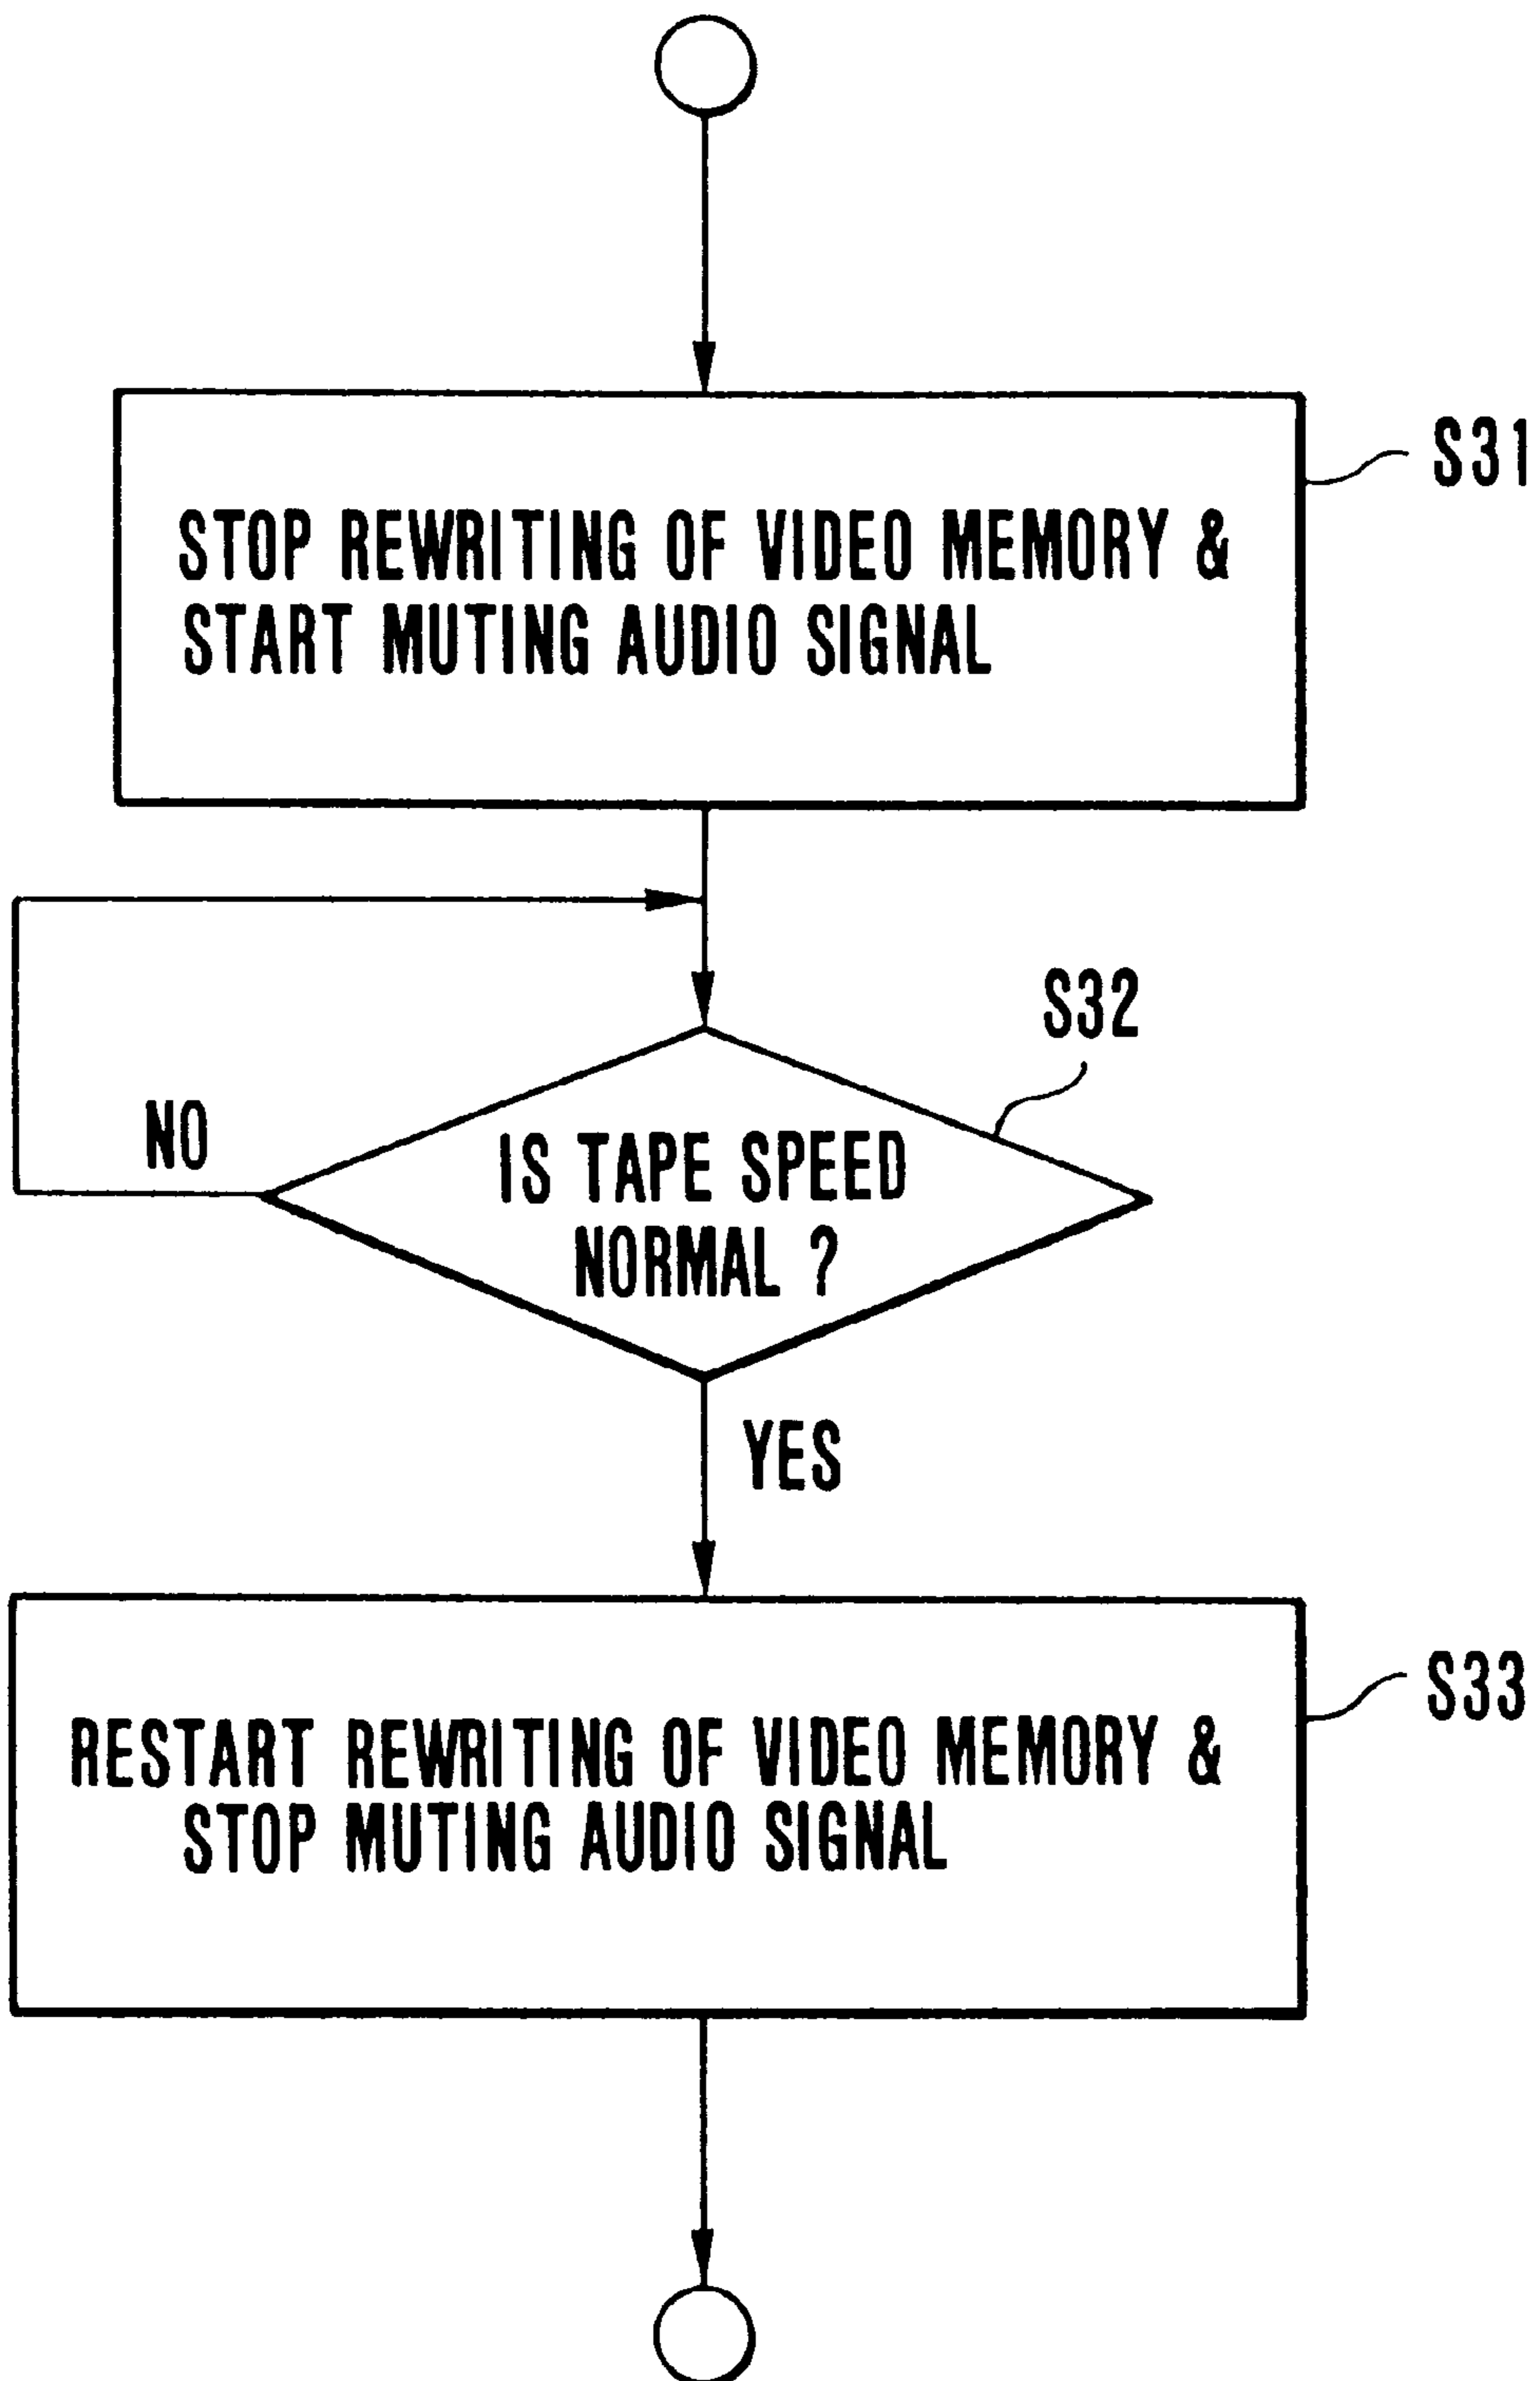 S31
STOP REWRITING OF VIDEO MEMORY &
START MUTING AUDIO SIGNAL
S32
NO
IS TAPE SPEED
NORMAL ?
YES
S33
RESTART REWRITING OF VIDEO MEMORY &
STOP MUTING AUDIO SIGNAL